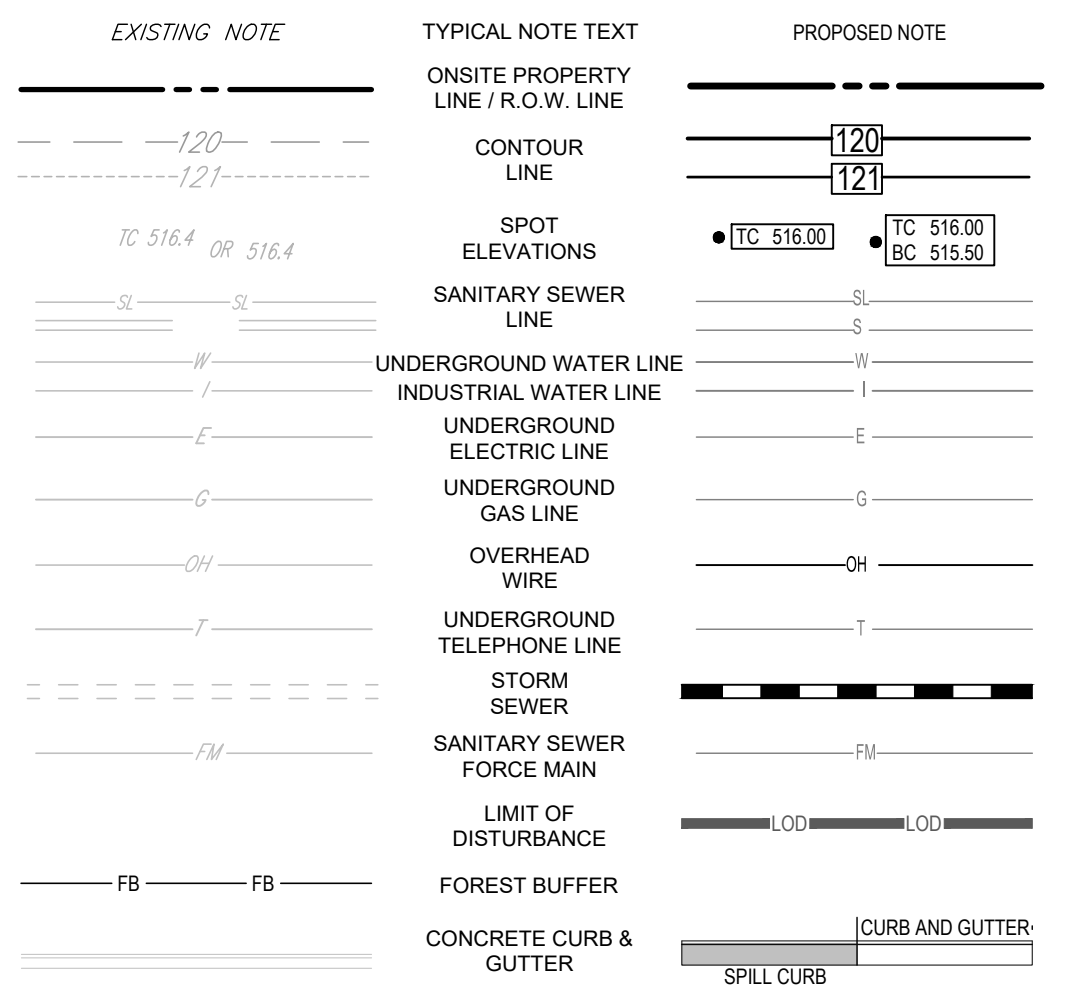 EXISTING NOTE TYPICAL NOTE TEXT PROPOSED NOTE
ONSITE PROPERTY
LINE / R.O.W. LINE
120 CONTOUR 120
121 LINE 121
TC 516.4 OR 516.4 SPOT ELEVATIONS TC 516.00 TC 516.00
BC 515.50
SL SL SANITARY SEWER SL
LINE S
W UNDERGROUND WATER LINE W
I INDUSTRIAL WATER LINE I
UNDERGROUND
E ELECTRIC LINE E
UNDERGROUND
G GAS LINE G
OVERHEAD
OH WIRE OH
UNDERGROUND
T TELEPHONE LINE T
STORM
SEWER
SANITARY SEWER
FM FORCE MAIN FM
LIMIT OF
DISTURBANCE LOD LOD
FB FB FOREST BUFFER
CONCRETE CURB & CURB AND GUTTER
GUTTER SPILL CURB